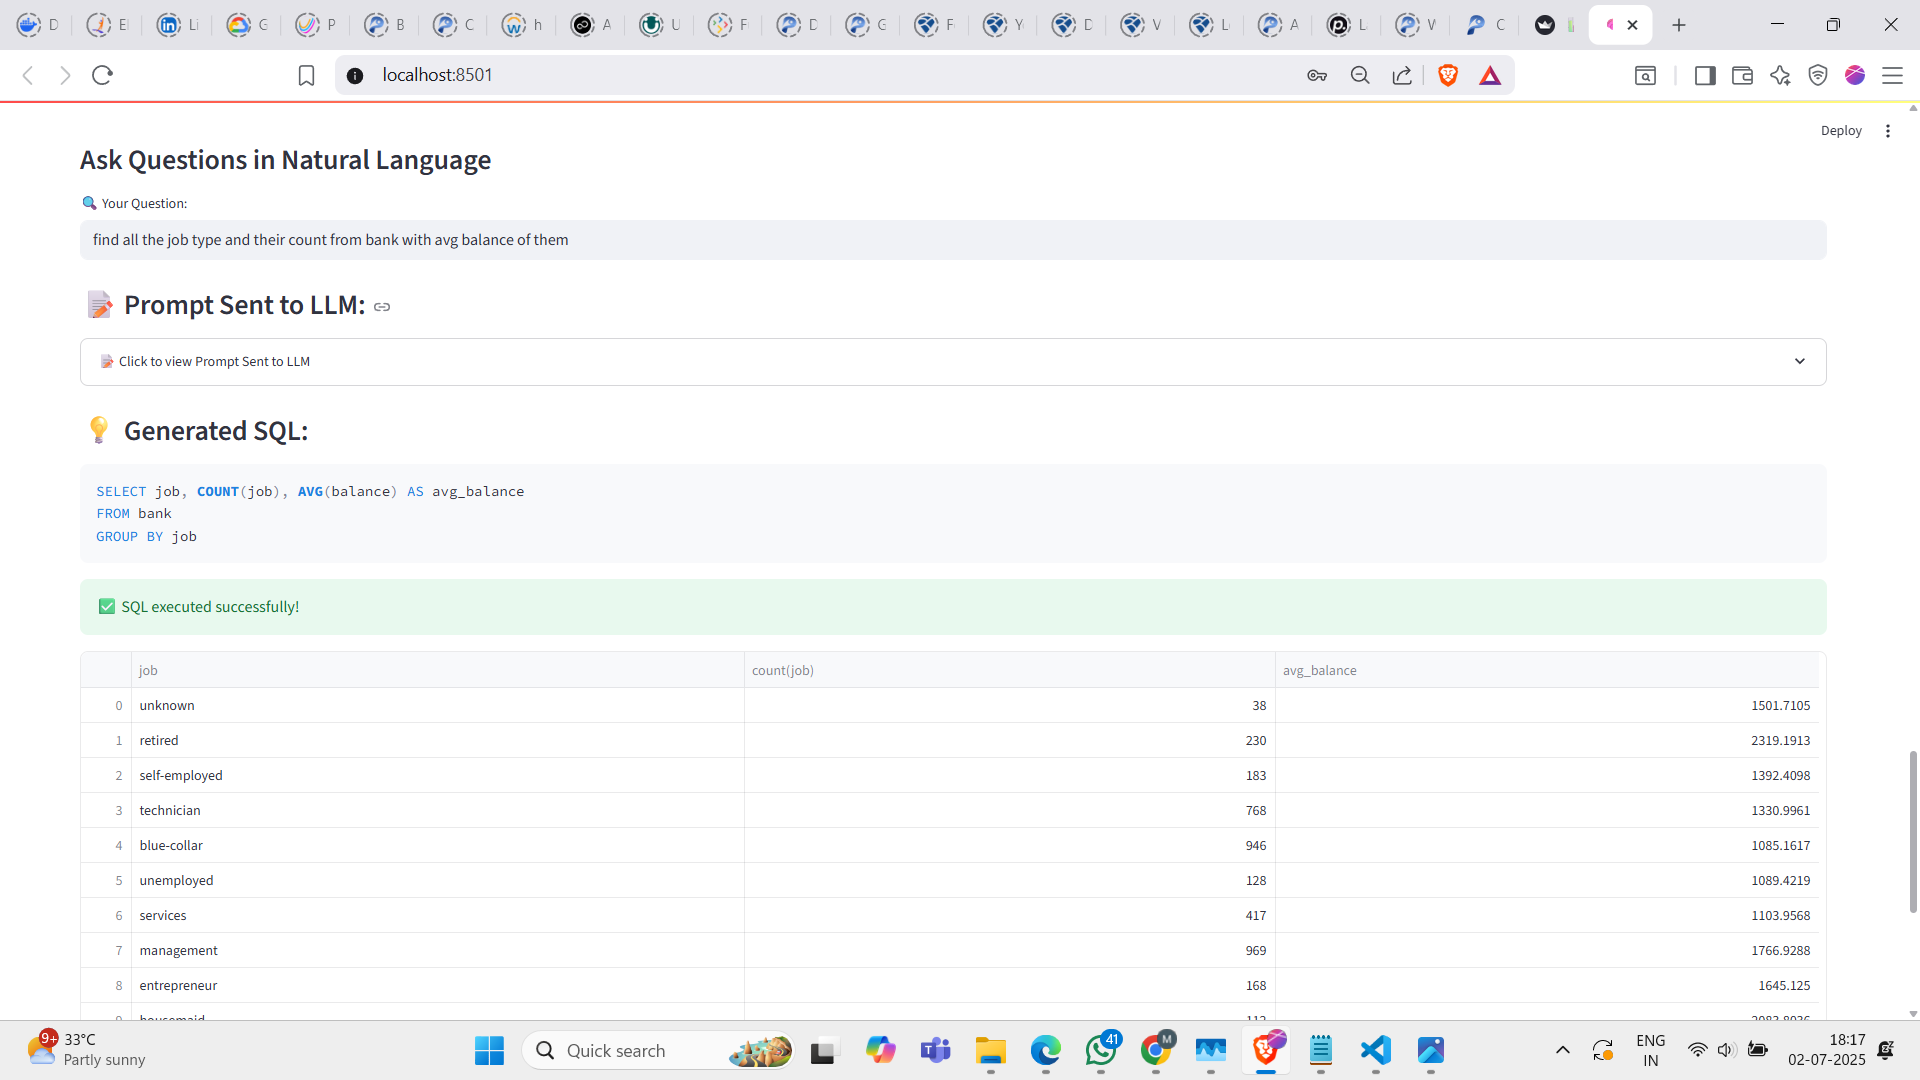 D
El
Li
G
P
B
C
h
A
U
F
D
G
F
Y
D
V
L
A
L
W
C
localhost:8501
Deploy
Ask Questions in Natural Language
Your Question:
find all the job type and their count from bank with avg balance of them
Prompt Sent to LLM:
Click to view Prompt Sent to LLM
Generated SQL:
SELECT job, COUNT(job), AVG(balance) AS avg_balance
FROM bank
GROUP BY job
SQL executed successfully!
job count(job) avg_balance
0 unknown 38 1501.7105
1 retired 230 2319.1913
2 self-employed 183 1392.4098
3 technician 768 1330.9961
4 blue-collar 946 1085.1617
5 unemployed 128 1089.4219
6 services 417 1103.9568
7 management 969 1766.9288
8 entrepreneur 168 1645.125
9 housemaid 112 2083.8036
9+
33°C
Partly sunny
Quick search
41
M
ENG
IN
18:17
02-07-2025